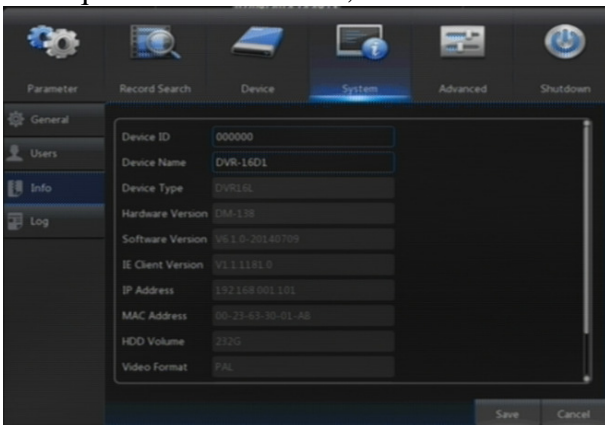 Parameter Record Search Device System Advanced Shutdown
General
Users
Info
Log
Device ID 000000
Device Name DVR-16D1
Device Type DVR16L
Hardware Version DM-138
Software Version V6.1.0-20140709
IE Client Version V1.1.1181.0
IP Address 192.168.001.101
MAC Address 00-23-63-30-01-A8
HDD Volume 232G
Video Format PAL
Save Cancel